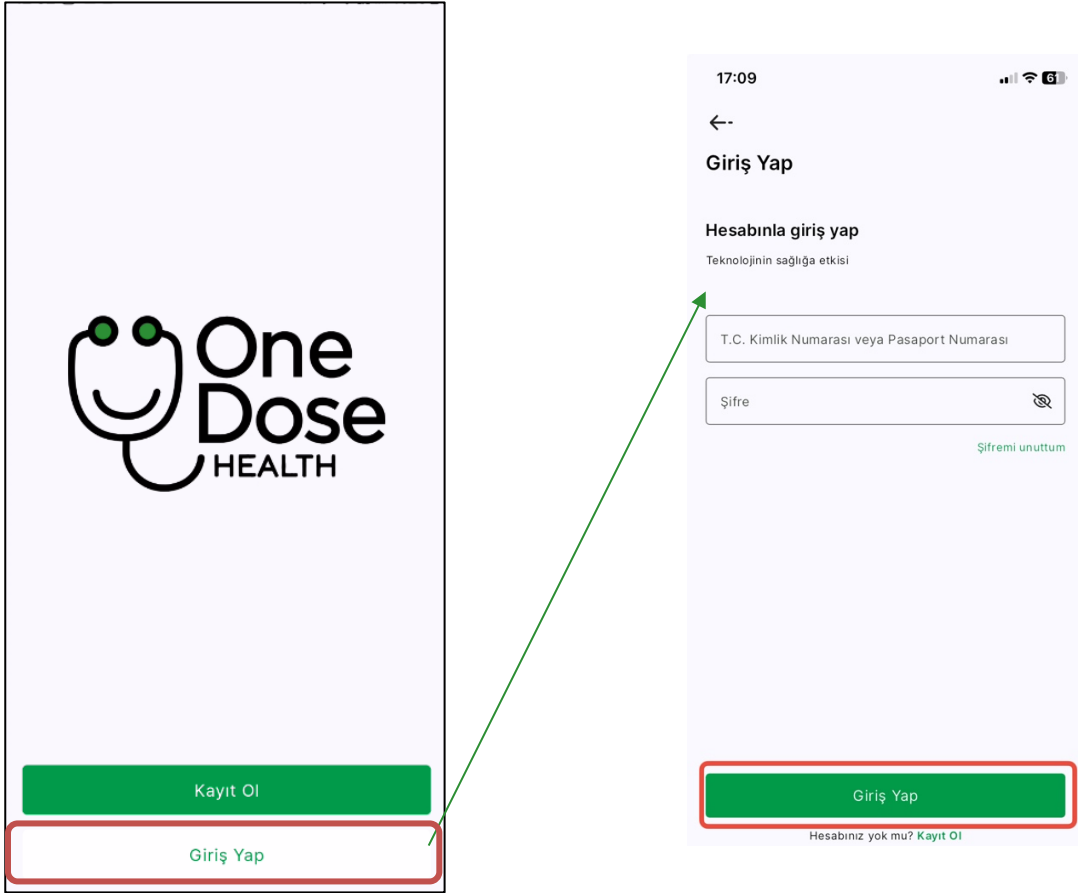 One
Dose
HEALTH
Kayıt Ol
Giriş Yap
17:09
Giriş Yap
Hesabınla giriş yap
Teknolojinin sağlığa etkisi
T.C. Kimlik Numarası veya Pasaport Numarası
Şifre
Şifremi unuttum
Giriş Yap
Hesabınız yok mu? Kayıt Ol